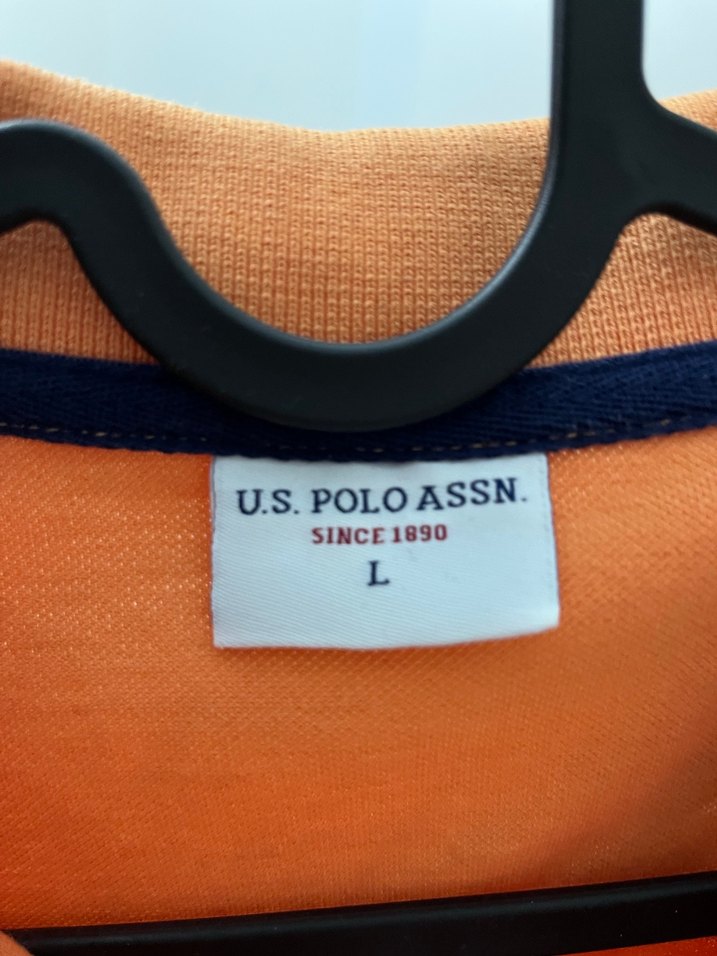 U.S. POLO ASSN.
SINCE 1890
L